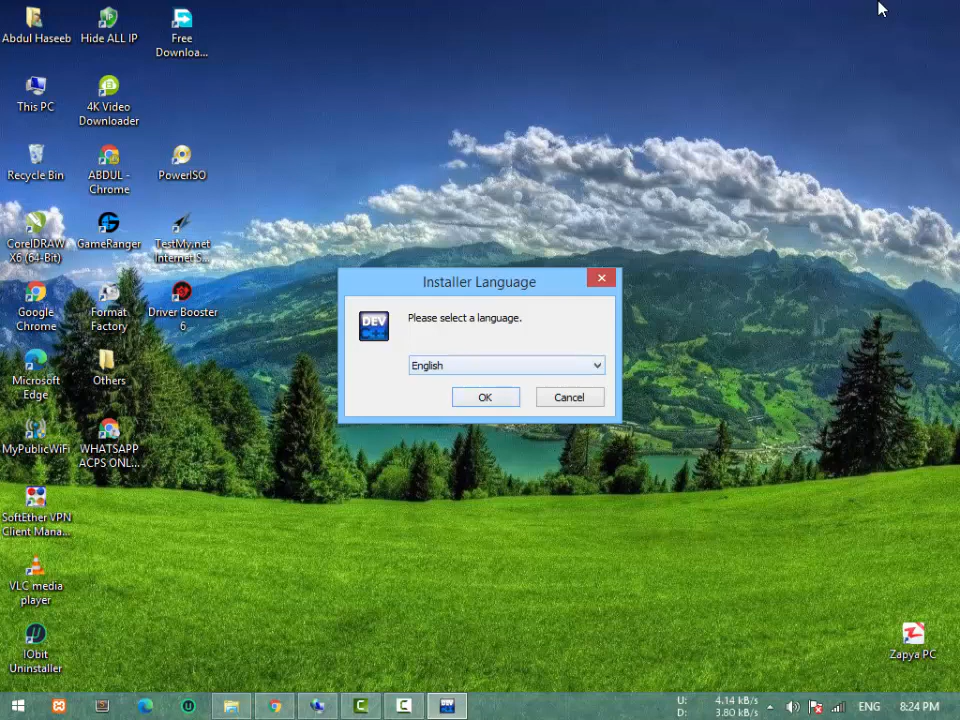 Abdul Haseeb
Hide ALL IP
Free
Downloa...
This PC
4K Video
Downloader
Recycle Bin
ABDUL -
Chrome
PowerISO
CorelDRAW
X6 (64-Bit)
GameRanger
TestMy.net
Internet S...
Google
Chrome
Format
Factory
Driver Booster
6
Microsoft
Edge
Others
MyPublicWiFi
WHATSAPP
ACPS ONL...
SoftEther VPN
Client Mana...
VLC media
player
IObit
Uninstaller
Installer Language
DEV
C++
Please select a language.
English
OK
Cancel
Zapya PC
U: 4.14 kB/s
D: 3.80 kB/s
ENG
8:24 PM